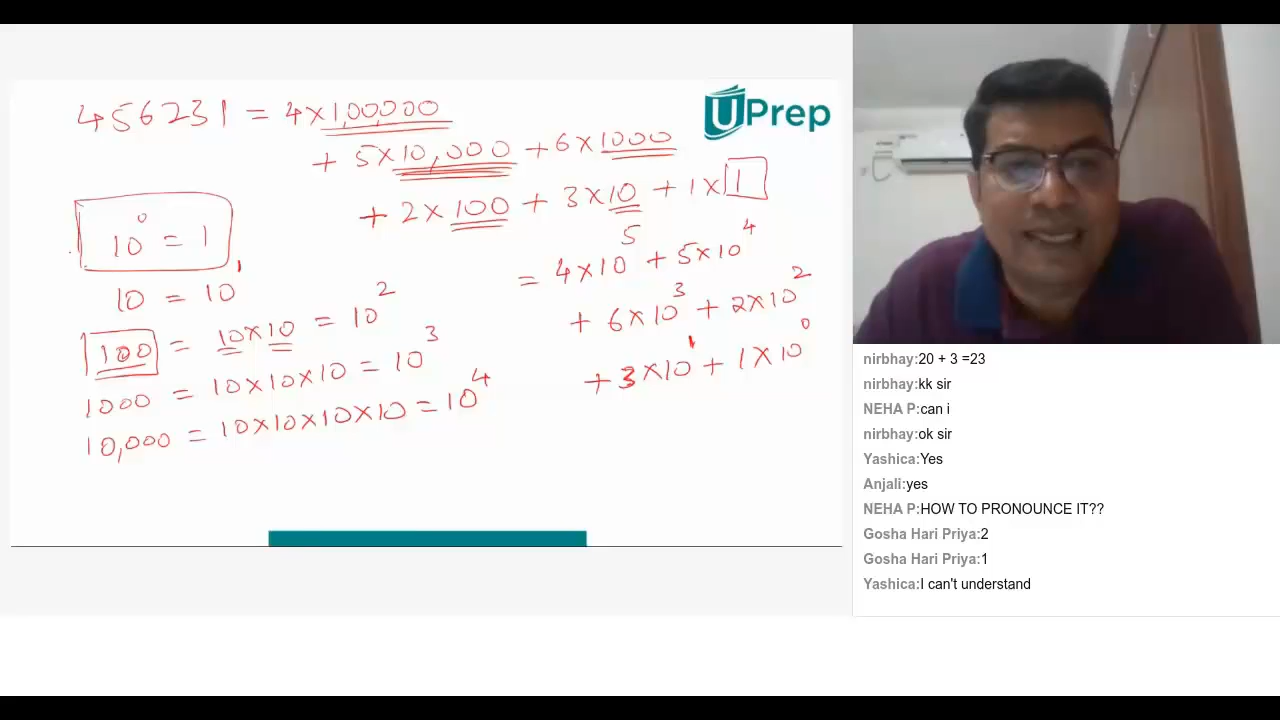 456231 = 4×1,00,000
+ 5×10,000 + 6×1000
+ 2×100 + 3×10 + 1×1
UPrep
10⁰ = 1
10 = 10¹
100 = 10×10 = 10²
1000 = 10×10×10 = 10³
10,000 = 10×10×10×10 = 10⁴
= 4×10⁵ + 5×10⁴
+ 6×10³ + 2×10²
+ 3×10¹ + 1×10⁰
nirbhay:20 + 3 =23
nirbhay:kk sir
NEHA P:can i
nirbhay:ok sir
Yashica:Yes
Anjali:yes
NEHA P:HOW TO PRONOUNCE IT??
Gosha Hari Priya:2
Gosha Hari Priya:1
Yashica:I can't understand